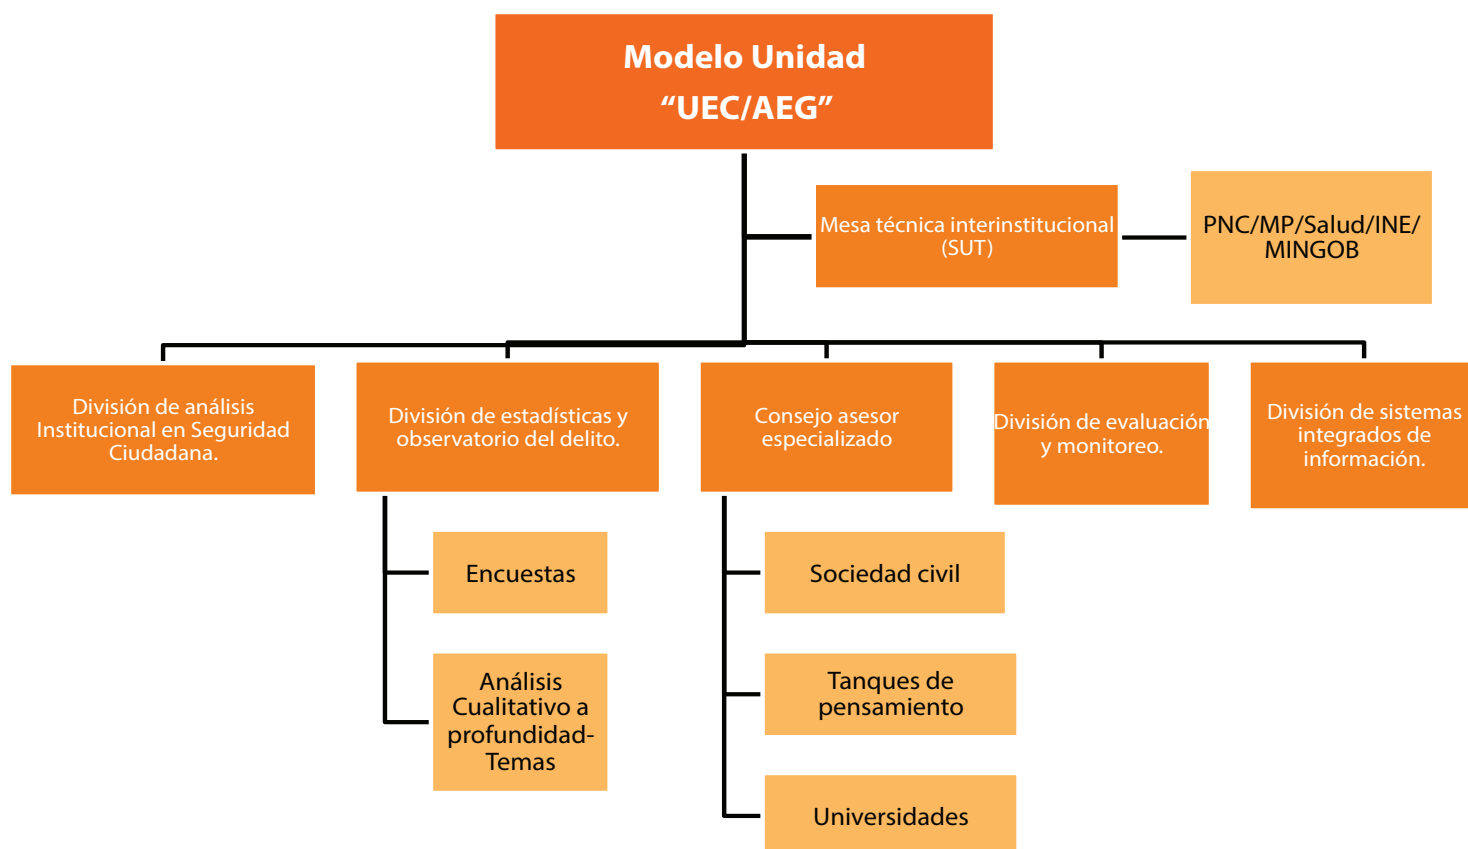 Modelo Unidad
“UEC/AEG”
Mesa técnica interinstitucional
(SUT)
PNC/MP/Salud/INE/
MINGOB
División de análisis
Institucional en Seguridad
Ciudadana.
División de estadísticas y
observatorio del delito.
Consejo asesor
especializado
División de evaluación
y monitoreo.
División de sistemas
integrados de
información.
Encuestas
Análisis
Cualitativo a
profundidad-
Temas
Sociedad civil
Tanques de
pensamiento
Universidades